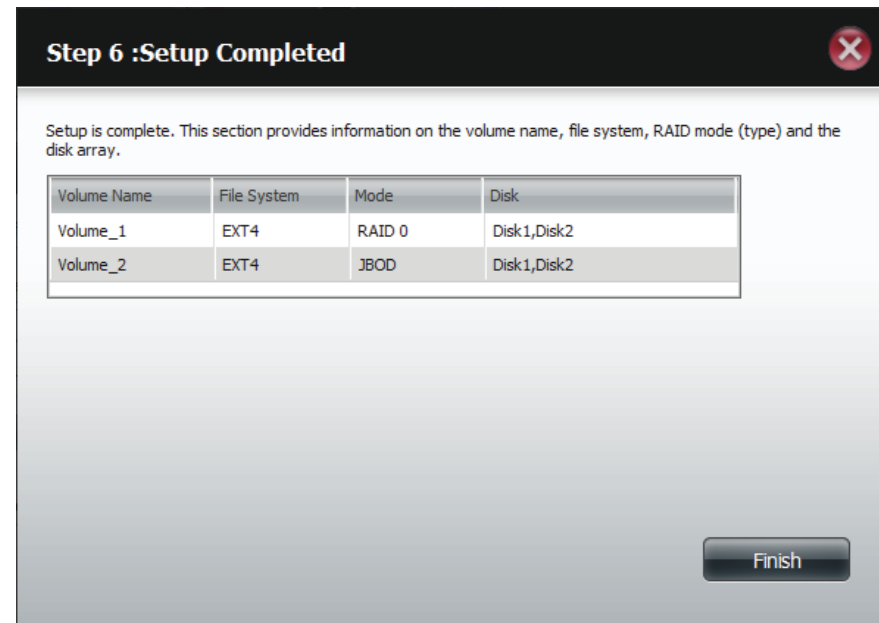 Step 6 :Setup Completed
Setup is complete. This section provides information on the volume name, file system, RAID mode (type) and the
disk array.
Volume Name File System Mode Disk
Volume_1 EXT4 RAID 0 Disk1,Disk2
Volume_2 EXT4 JBOD Disk1,Disk2
Finish